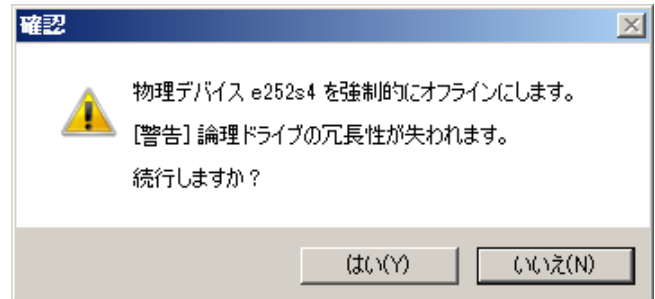 確認
物理デバイス e252s4 を強制的にオフラインにします。
[警告] 論理ドライブの冗長性が失われます。
続行しますか？
はい(Y)
いいえ(N)